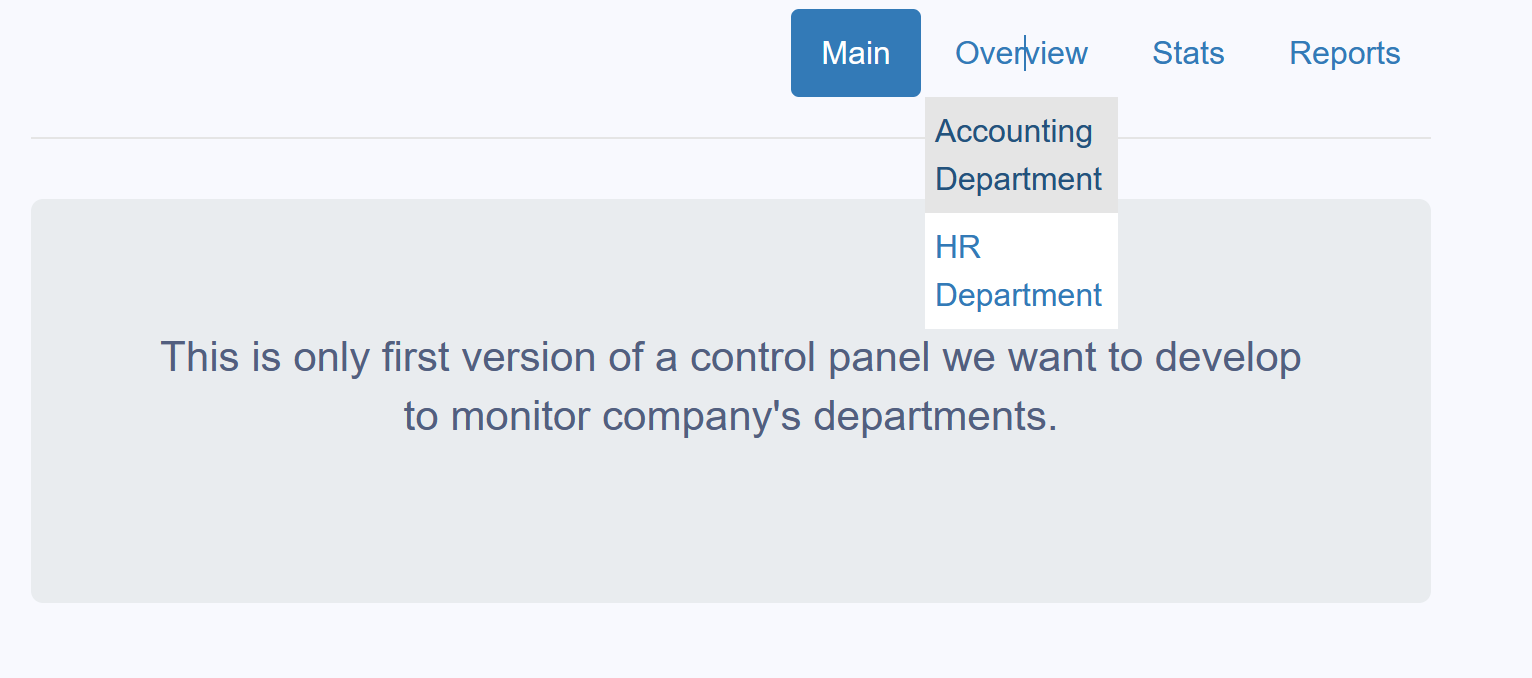 Main Overview Stats Reports
Accounting
Department
HR
Department
This is only first version of a control panel we want to develop
to monitor company's departments.